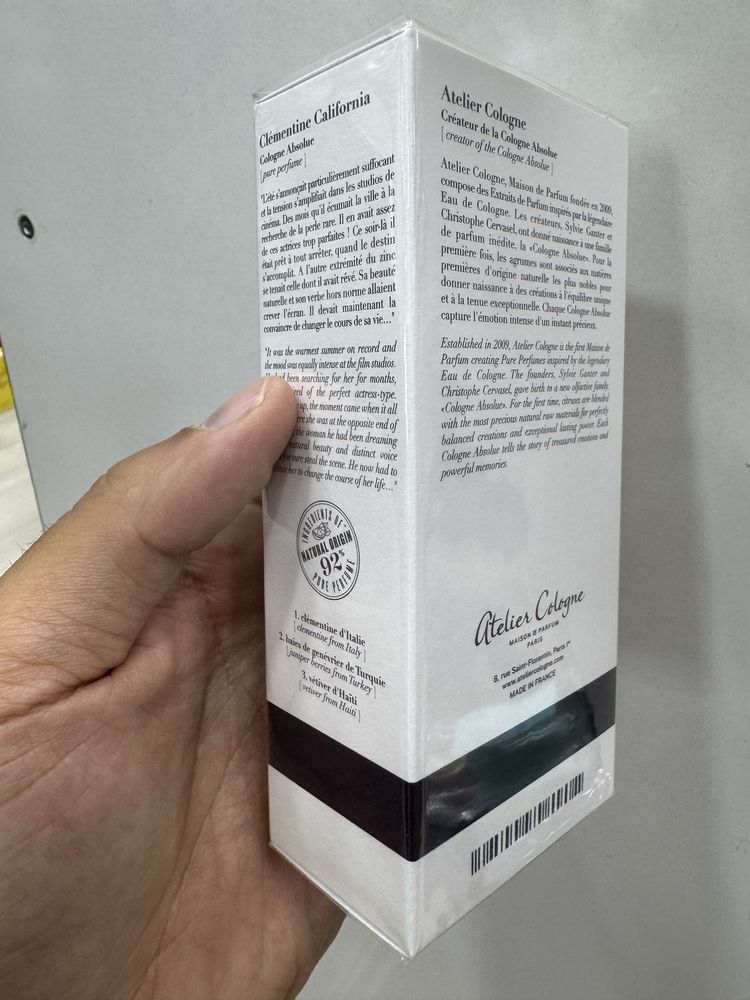 Clémentine California
Cologne Absolue
[ pure perfume ]
"L'été s'annonçait particulièrement suffocant
et la tension s'amplifiait dans les studios de
cinéma. Des mois qu'il écumait la ville à la
recherche de la perle rare. Il en avait assez
de ces actrices trop parfaites ! Ce soir-là il
était prêt à tout arrêter, quand le destin
s'accomplit. A l'autre extrémité du zinc
se tenait celle dont il avait rêvé. Sa beauté
naturelle et son verbe hors norme allaient
crever l'écran. Il devait maintenant la
convaincre de changer le cours de sa vie..."
"It was the warmest summer on record and
the mood was equally intense at the film studios.
been searching for her for months,
of the perfect actress-type.
up, the moment came when it all
she was at the opposite end of
the woman he had been dreaming
natural beauty and distinct voice
sure steal the scene. He now had to
her to change the course of her life..."
INGREDIENTS OF
NATURAL ORIGIN
92%
PURE PERFUME
1. clémentine d'Italie
[ clementine from Italy ]
2. baies de genévrier de Turquie
[ juniper berries from Turkey ]
3. vétiver d'Haïti
[ vetiver from Haiti ]
Atelier Cologne
Créateur de la Cologne Absolue
[ creator of the Cologne Absolue ]
Atelier Cologne, Maison de Parfum fondée en 2009,
compose des Extraits de Parfum inspirés par la légendaire
Eau de Cologne. Les créateurs, Sylvie Ganter et
Christophe Cervasel, ont donné naissance à une famille
de parfum inédite, la «Cologne Absolue». Pour la
première fois, les agrumes sont associés aux matières
premières d'origine naturelle les plus nobles pour
donner naissance à des créations à l'équilibre unique
et à la tenue exceptionnelle. Chaque Cologne Absolue
capture l'émotion intense d'un instant précieux.
Established in 2009, Atelier Cologne is the first Maison de
Parfum creating Pure Perfumes inspired by the legendary
Eau de Cologne. The founders, Sylvie Ganter and
Christophe Cervasel, gave birth to a new olfactive family,
«Cologne Absolue». For the first time, citruses are blended
with the most precious natural raw materials for perfectly
balanced creations and exceptional lasting power. Each
Cologne Absolue tells the story of treasured emotions and
powerful memories.
Atelier Cologne
MAISON DE PARFUM
PARIS
8, rue Saint-Florentin, Paris Iᵉʳ
www.ateliercologne.com
MADE IN FRANCE